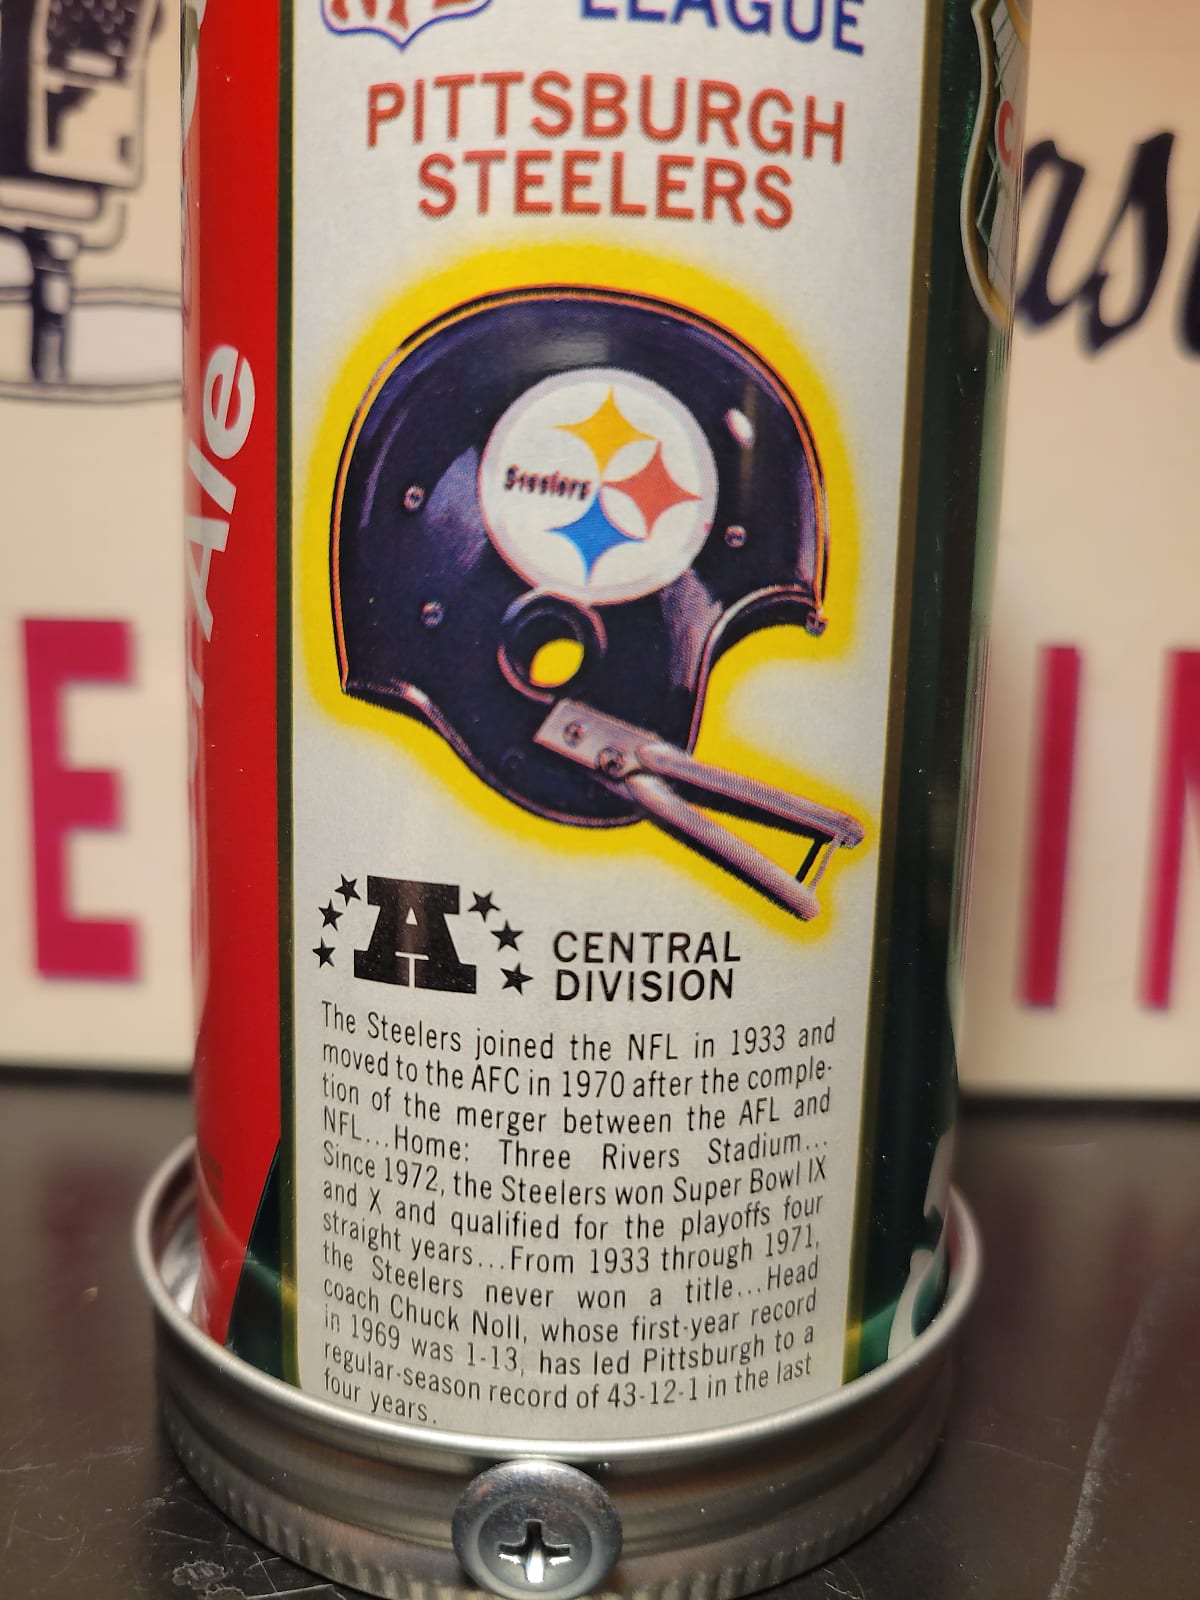 NFL
LEAGUE
PITTSBURGH
STEELERS
Steelers
Ale
A
CENTRAL
DIVISION
The Steelers joined the NFL in 1933 and
moved to the AFC in 1970 after the comple-
tion of the merger between the AFL and
NFL...Home: Three Rivers Stadium...
Since 1972, the Steelers won Super Bowl IX
and X and qualified for the playoffs four
straight years...From 1933 through 1971,
the Steelers never won a title...Head
coach Chuck Noll, whose first-year record
in 1969 was 1-13, has led Pittsburgh to a
regular-season record of 43-12-1 in the last
four years.
E
as